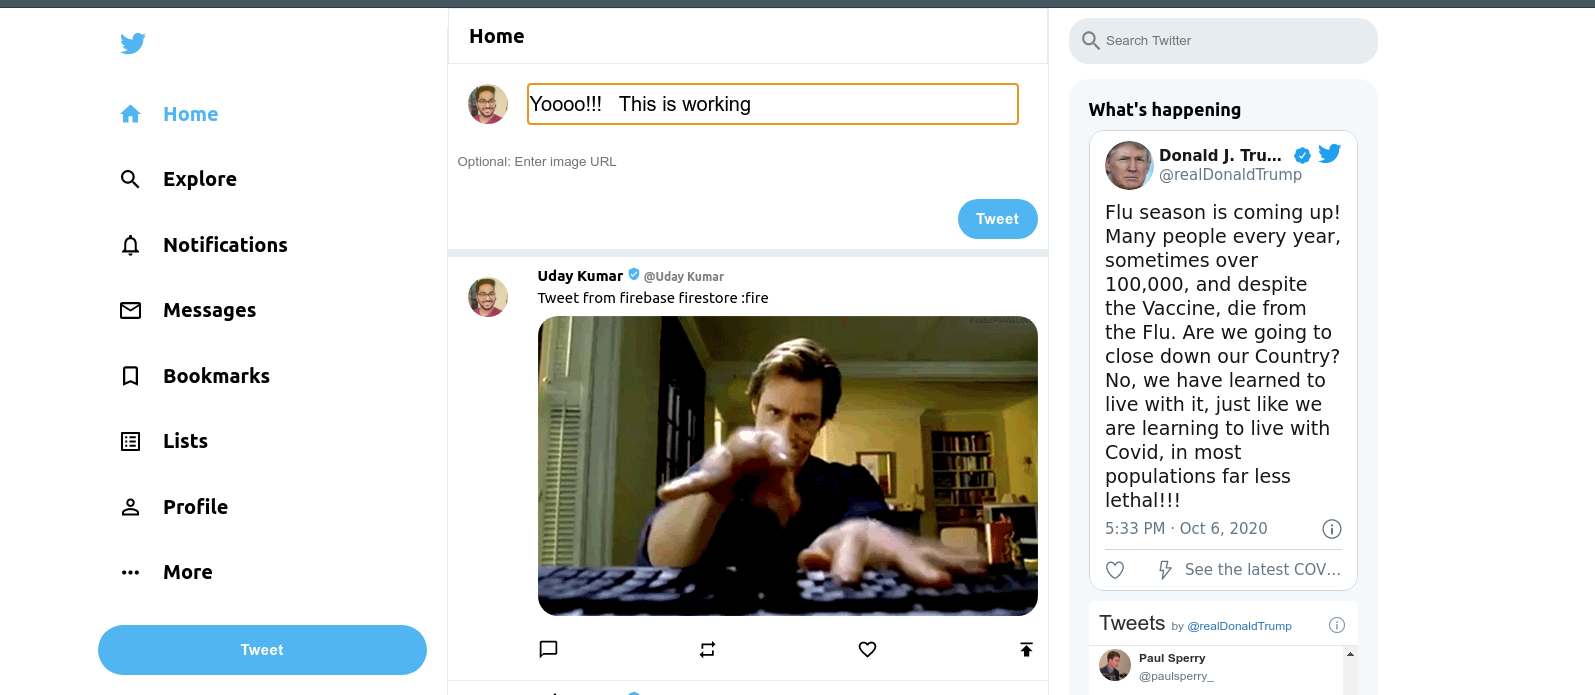 Home
Explore
Notifications
Messages
Bookmarks
Lists
Profile
More
Tweet
Home
Yoooo!!!   This is working
Optional: Enter image URL
Tweet
Uday Kumar @Uday Kumar
Tweet from firebase firestore :fire
Search Twitter
What's happening
Donald J. Tru...
@realDonaldTrump
Flu season is coming up!
Many people every year,
sometimes over
100,000, and despite
the Vaccine, die from
the Flu. Are we going to
close down our Country?
No, we have learned to
live with it, just like we
are learning to live with
Covid, in most
populations far less
lethal!!!
5:33 PM · Oct 6, 2020
See the latest COV...
Tweets by @realDonaldTrump
Paul Sperry
@paulsperry_